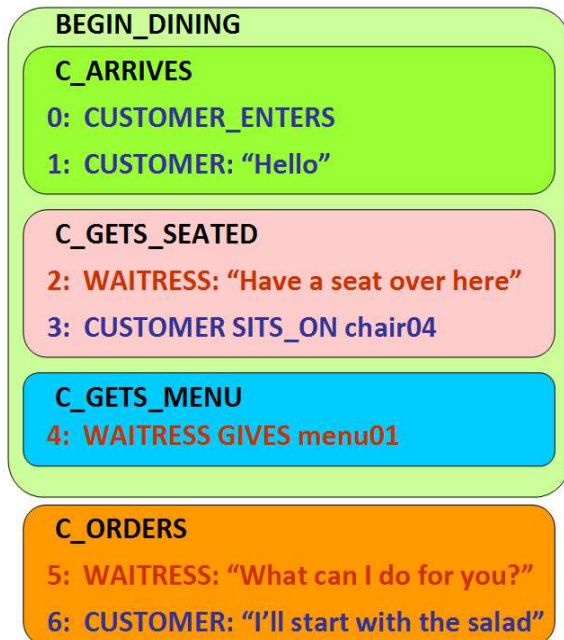 BEGIN_DINING
C_ARRIVES
0: CUSTOMER_ENTERS
1: CUSTOMER: “Hello”
C_GETS_SEATED
2: WAITRESS: “Have a seat over here”
3: CUSTOMER SITS_ON chair04
C_GETS_MENU
4: WAITRESS GIVES menu01
C_ORDERS
5: WAITRESS: “What can I do for you?”
6: CUSTOMER: “I’ll start with the salad”